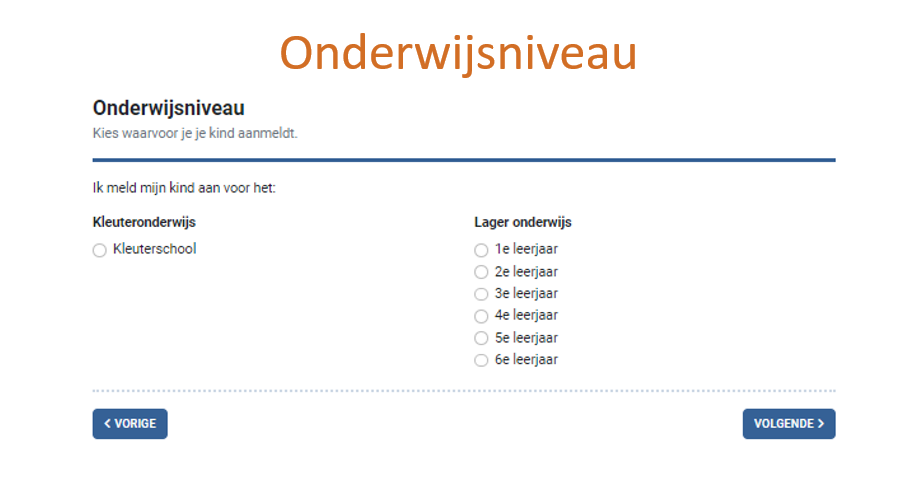 Onderwijsniveau
Onderwijsniveau
Kies waarvoor je je kind aanmeldt.
Ik meld mijn kind aan voor het:
Kleuteronderwijs
Kleuterschool
Lager onderwijs
1e leerjaar
2e leerjaar
3e leerjaar
4e leerjaar
5e leerjaar
6e leerjaar
< VORIGE
VOLGENDE >